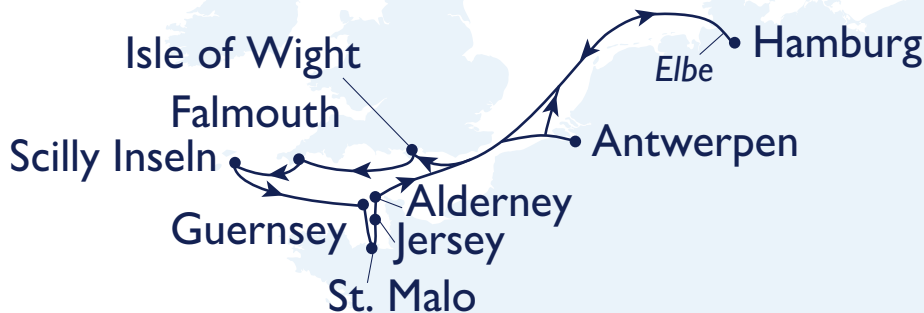 Isle of Wight
Hamburg
Elbe
Falmouth
Antwerpen
Scilly Inseln
Alderney
Guernsey
Jersey
St. Malo